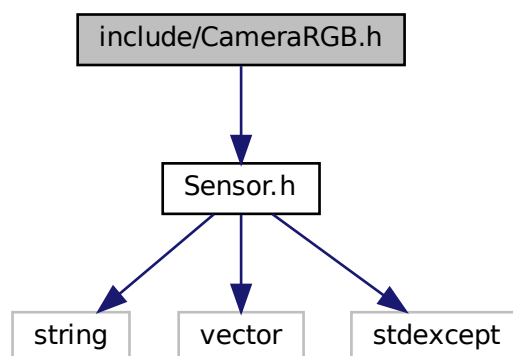 include/CameraRGB.h
Sensor.h
string
vector
stdexcept